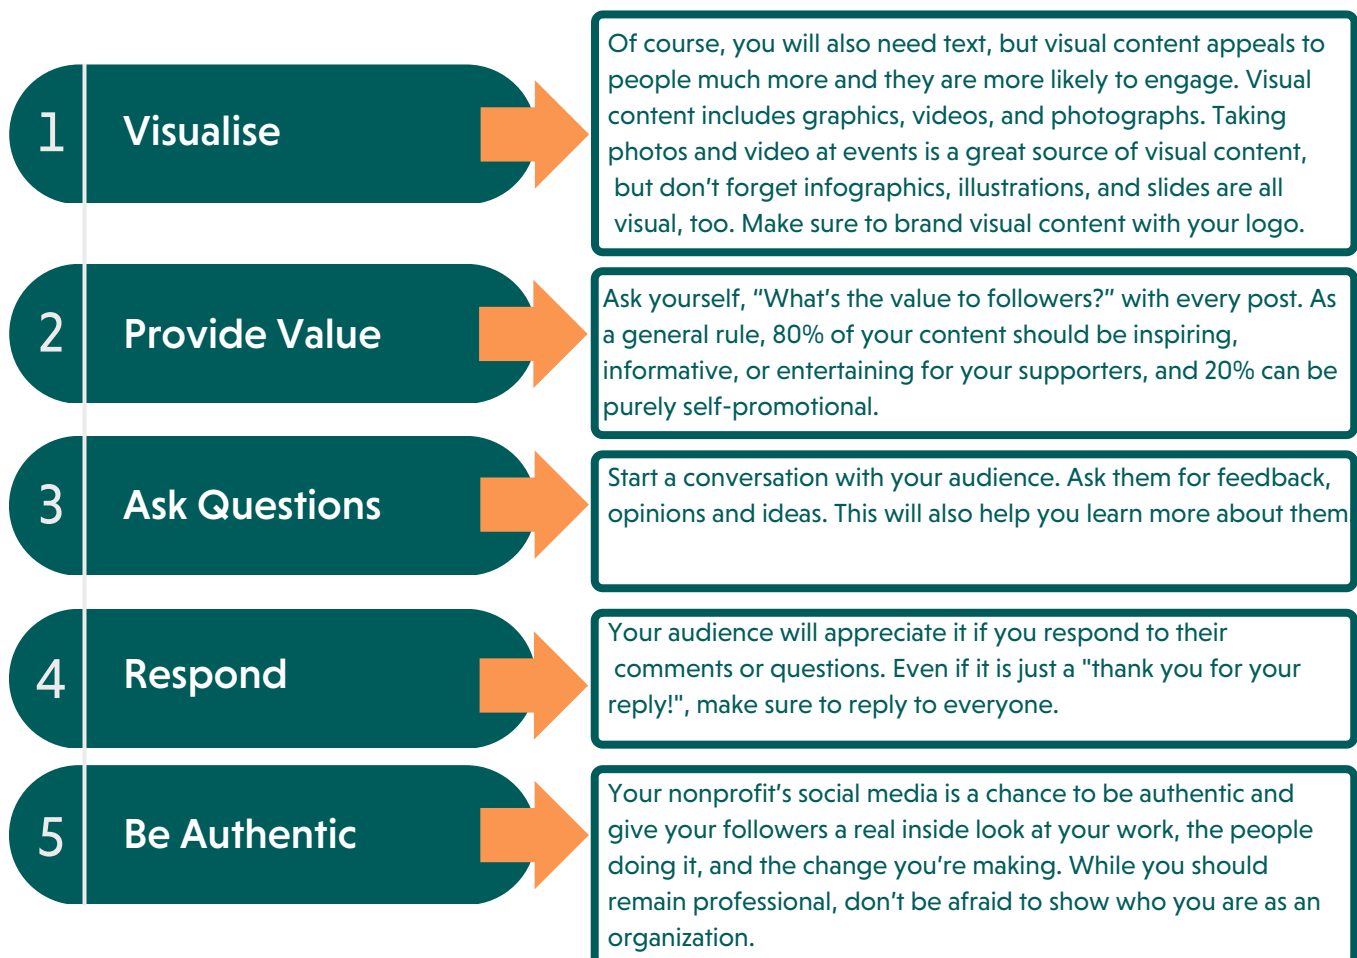 1
Visualise
Of course, you will also need text, but visual content appeals to
people much more and they are more likely to engage. Visual
content includes graphics, videos, and photographs. Taking
photos and video at events is a great source of visual content,
but don't forget infographics, illustrations, and slides are all
visual, too. Make sure to brand visual content with your logo.
2
Provide Value
Ask yourself, “What's the value to followers?” with every post. As
a general rule, 80% of your content should be inspiring,
informative, or entertaining for your supporters, and 20% can be
purely self-promotional.
3
Ask Questions
Start a conversation with your audience. Ask them for feedback,
opinions and ideas. This will also help you learn more about them.
4
Respond
Your audience will appreciate it if you respond to their
comments or questions. Even if it is just a "thank you for your
reply!", make sure to reply to everyone.
5
Be Authentic
Your nonprofit's social media is a chance to be authentic and
give your followers a real inside look at your work, the people
doing it, and the change you're making. While you should
remain professional, don't be afraid to show who you are as an
organization.